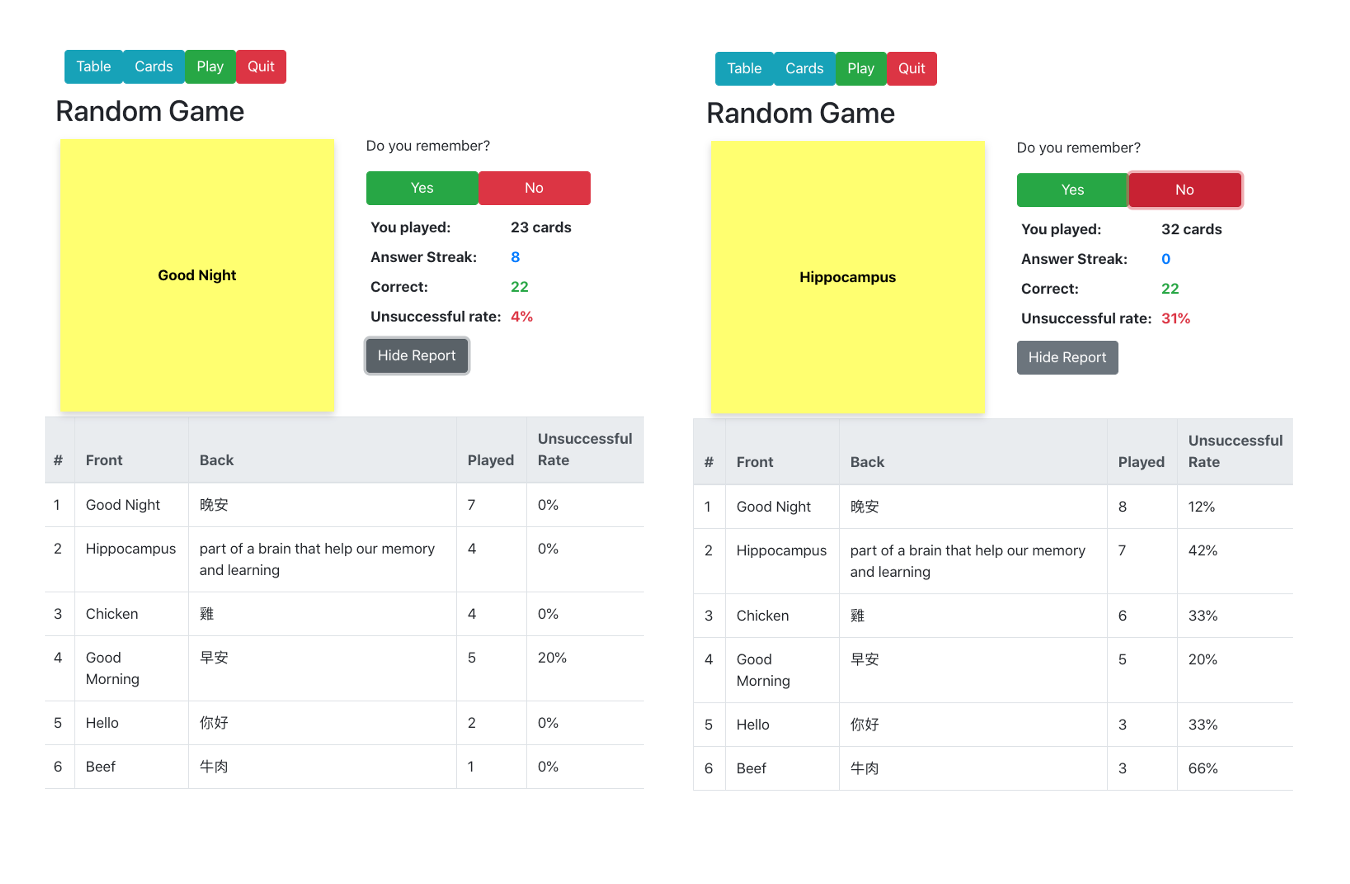 Table Cards Play Quit
Random Game
Good Night
Do you remember?
Yes No
You played: 23 cards
Answer Streak: 8
Correct: 22
Unsuccessful rate: 4%
Hide Report
# Front Back Played Unsuccessful
Rate
1 Good Night 晚安 7 0%
2 Hippocampus part of a brain that help our memory 4 0%
and learning
3 Chicken 雞 4 0%
4 Good 早安 5 20%
Morning
5 Hello 你好 2 0%
6 Beef 牛肉 1 0%
Table Cards Play Quit
Random Game
Hippocampus
Do you remember?
Yes No
You played: 32 cards
Answer Streak: 0
Correct: 22
Unsuccessful rate: 31%
Hide Report
# Front Back Played Unsuccessful
Rate
1 Good Night 晚安 8 12%
2 Hippocampus part of a brain that help our memory 7 42%
and learning
3 Chicken 雞 6 33%
4 Good 早安 5 20%
Morning
5 Hello 你好 3 33%
6 Beef 牛肉 3 66%